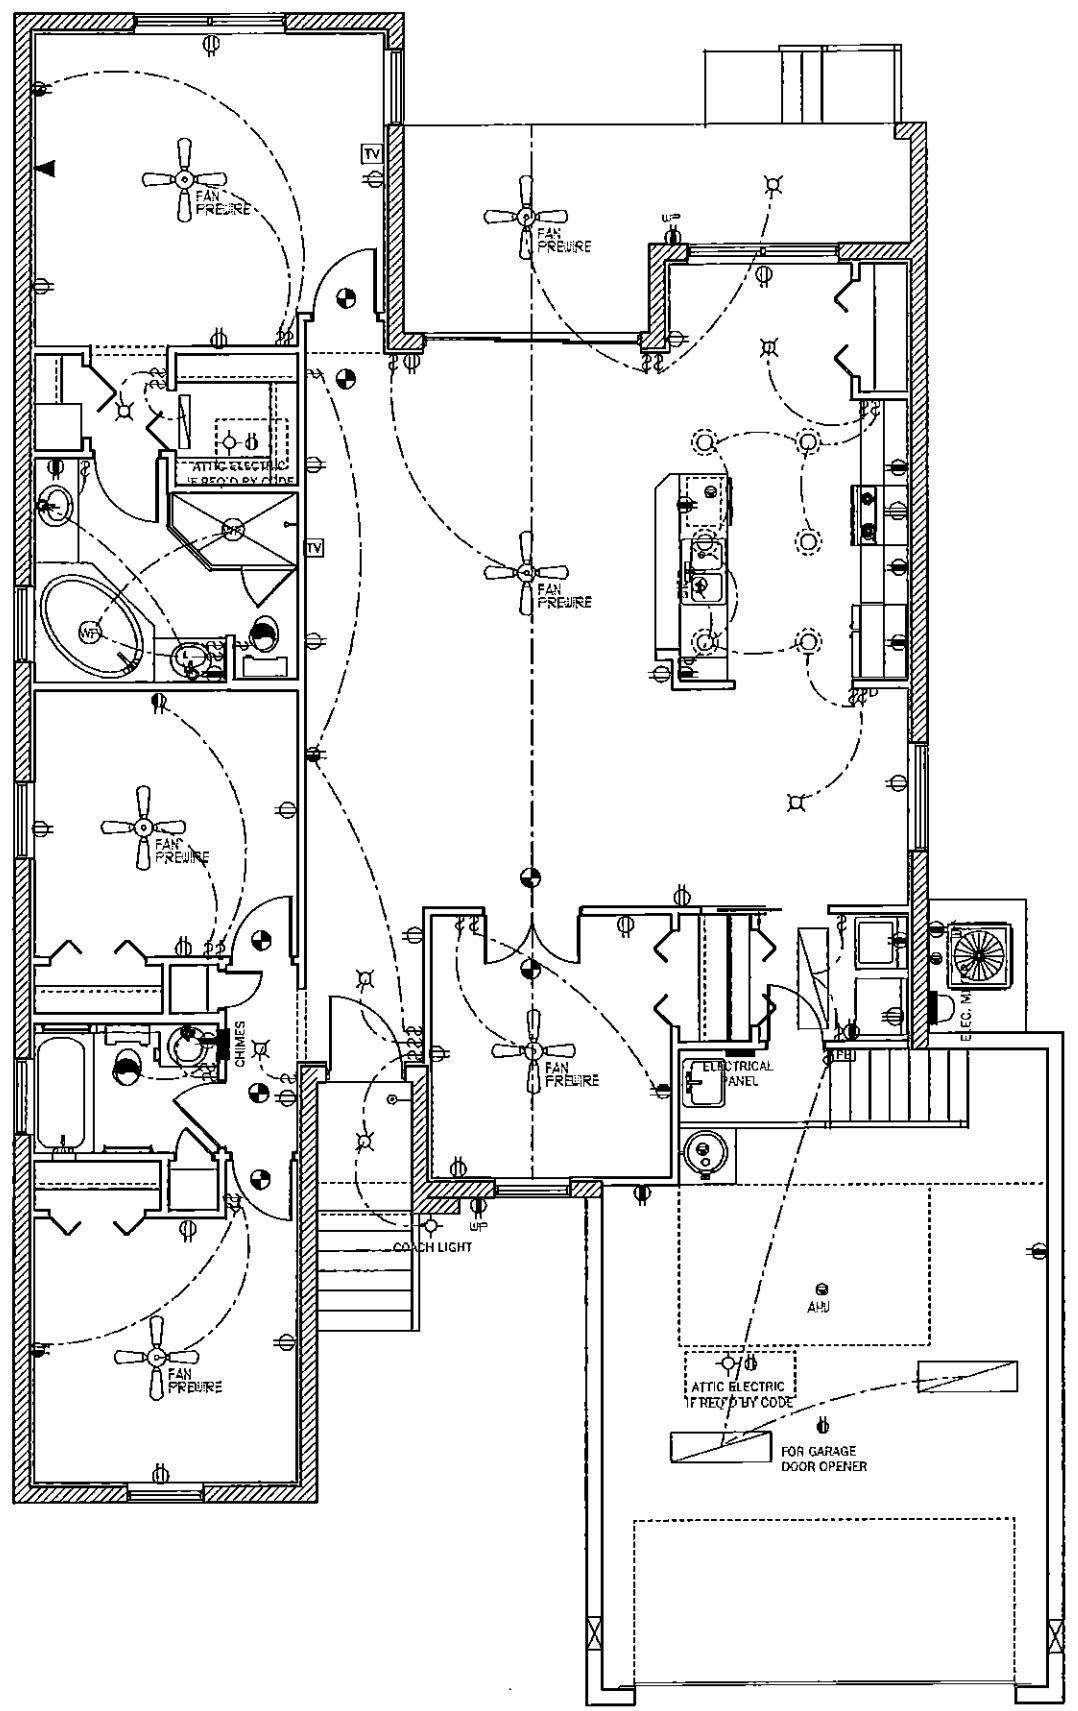 TV
FAN
PREWIRE
FAN
PREWIRE
WP
ATTIC ELECTRIC
IF REQ'D BY CODE
WP
TV
FAN
PREWIRE
WP
FAN
PREWIRE
CHIMES
ELEC. METER
FAN
PREWIRE
ELECTRICAL
PANEL
WP
COACH LIGHT
AHU
FAN
PREWIRE
ATTIC ELECTRIC
IF REQ'D BY CODE
FOR GARAGE
DOOR OPENER